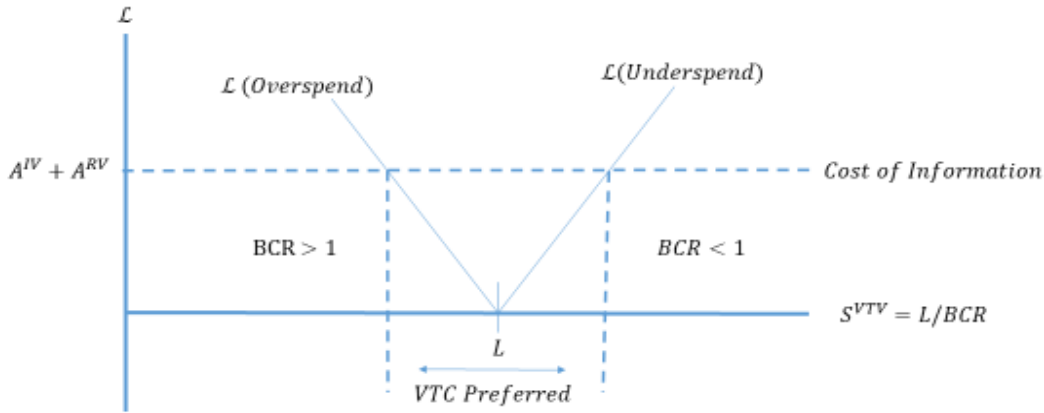 ℒ
ℒ (Overspend)
ℒ(Underspend)
A^{IV} + A^{RV}
Cost of Information
BCR > 1
BCR < 1
S^{VTV} = L/BCR
L
VTC Preferred